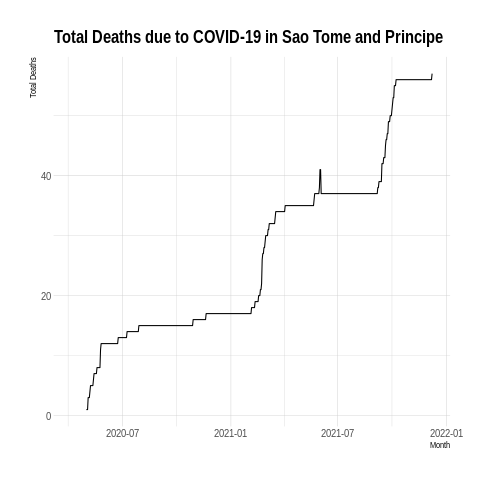 Total Deaths due to COVID-19 in Sao Tome and Principe
Total Deaths
40
20
0
2020-07 2021-01 2021-07 2022-01
Month